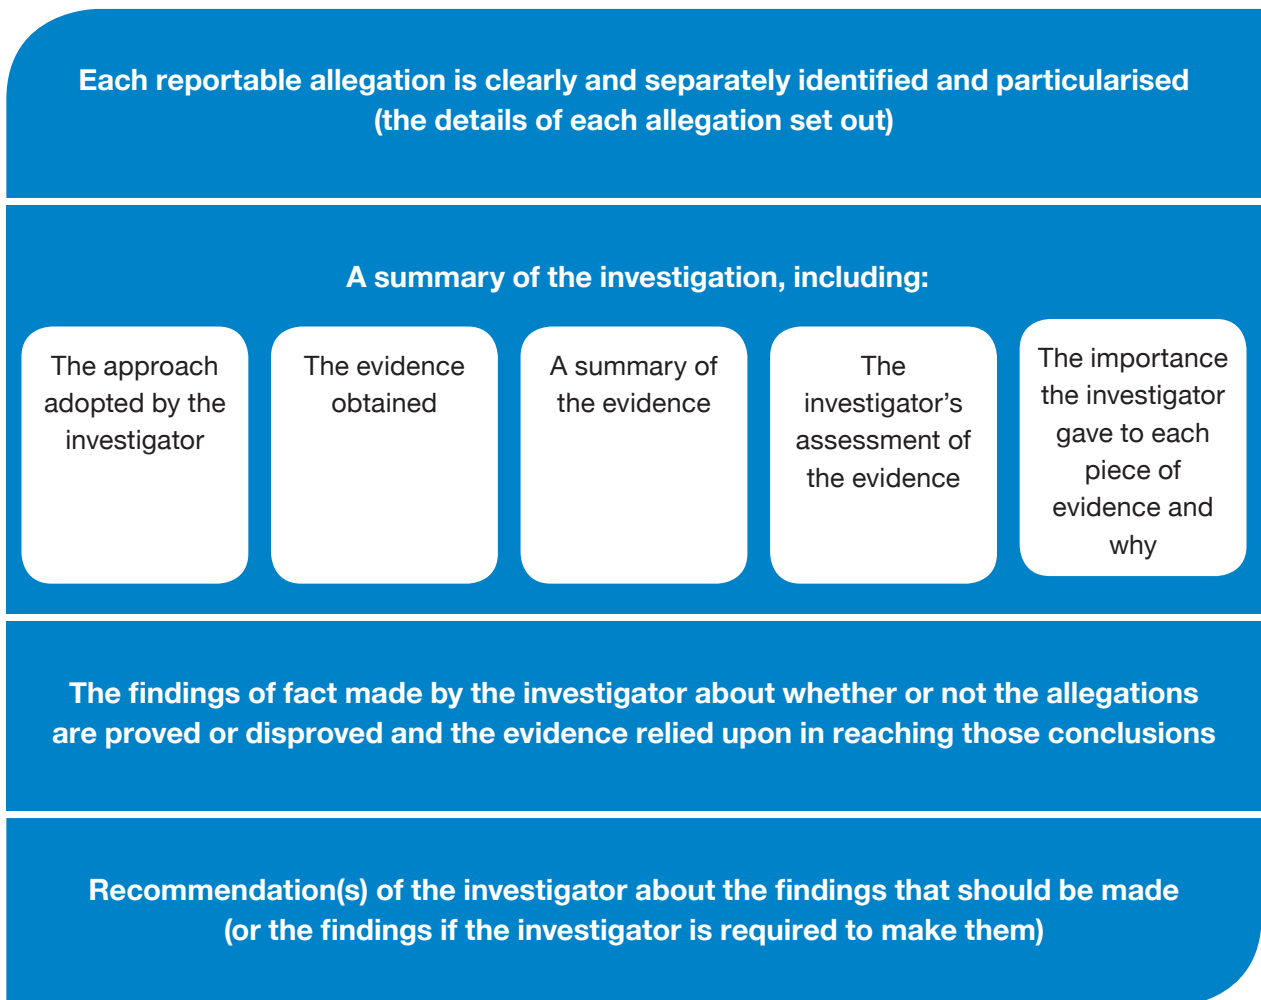 Each reportable allegation is clearly and separately identified and particularised
(the details of each allegation set out)
A summary of the investigation, including:
The approach
adopted by the
investigator
The evidence
obtained
A summary of
the evidence
The
investigator’s
assessment of
the evidence
The importance
the investigator
gave to each
piece of
evidence and
why
The findings of fact made by the investigator about whether or not the allegations
are proved or disproved and the evidence relied upon in reaching those conclusions
Recommendation(s) of the investigator about the findings that should be made
(or the findings if the investigator is required to make them)